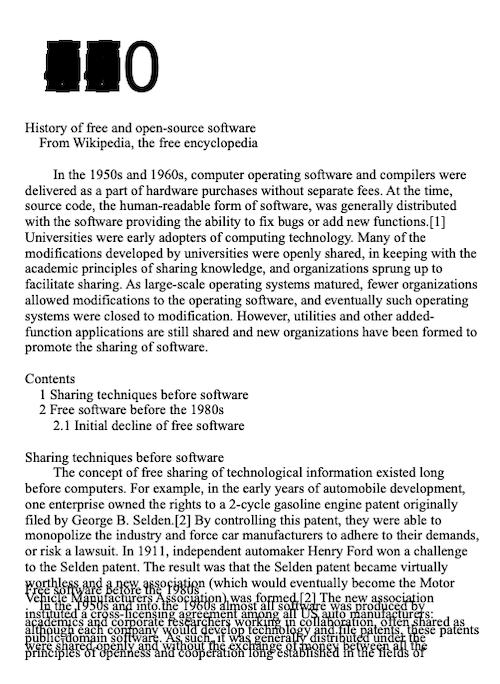 0
History of free and open-source software
From Wikipedia, the free encyclopedia
In the 1950s and 1960s, computer operating software and compilers were
delivered as a part of hardware purchases without separate fees. At the time,
source code, the human-readable form of software, was generally distributed
with the software providing the ability to fix bugs or add new functions.[1]
Universities were early adopters of computing technology. Many of the
modifications developed by universities were openly shared, in keeping with the
academic principles of sharing knowledge, and organizations sprung up to
facilitate sharing. As large-scale operating systems matured, fewer organizations
allowed modifications to the operating software, and eventually such operating
systems were closed to modification. However, utilities and other added-
function applications are still shared and new organizations have been formed to
promote the sharing of software.
Contents
1 Sharing techniques before software
2 Free software before the 1980s
2.1 Initial decline of free software
Sharing techniques before software
The concept of free sharing of technological information existed long
before computers. For example, in the early years of automobile development,
one enterprise owned the rights to a 2-cycle gasoline engine patent originally
filed by George B. Selden.[2] By controlling this patent, they were able to
monopolize the industry and force car manufacturers to adhere to their demands,
or risk a lawsuit. In 1911, independent automaker Henry Ford won a challenge
to the Selden patent. The result was that the Selden patent became virtually
worthless and a new association (which would eventually become the Motor
Free software before the 1980s
Vehicle Manufacturers Association) was formed.[2] The new association
In the 1950s and into the 1960s almost all software was produced by
instituted a cross-licensing agreement among all US auto manufacturers:
academics and corporate researchers working in collaboration, often shared as
although each company would develop technology and file patents, these patents
public-domain software. As such, it was generally distributed under the
were shared openly and without the exchange of money between all the
principles of openness and cooperation long established in the fields of